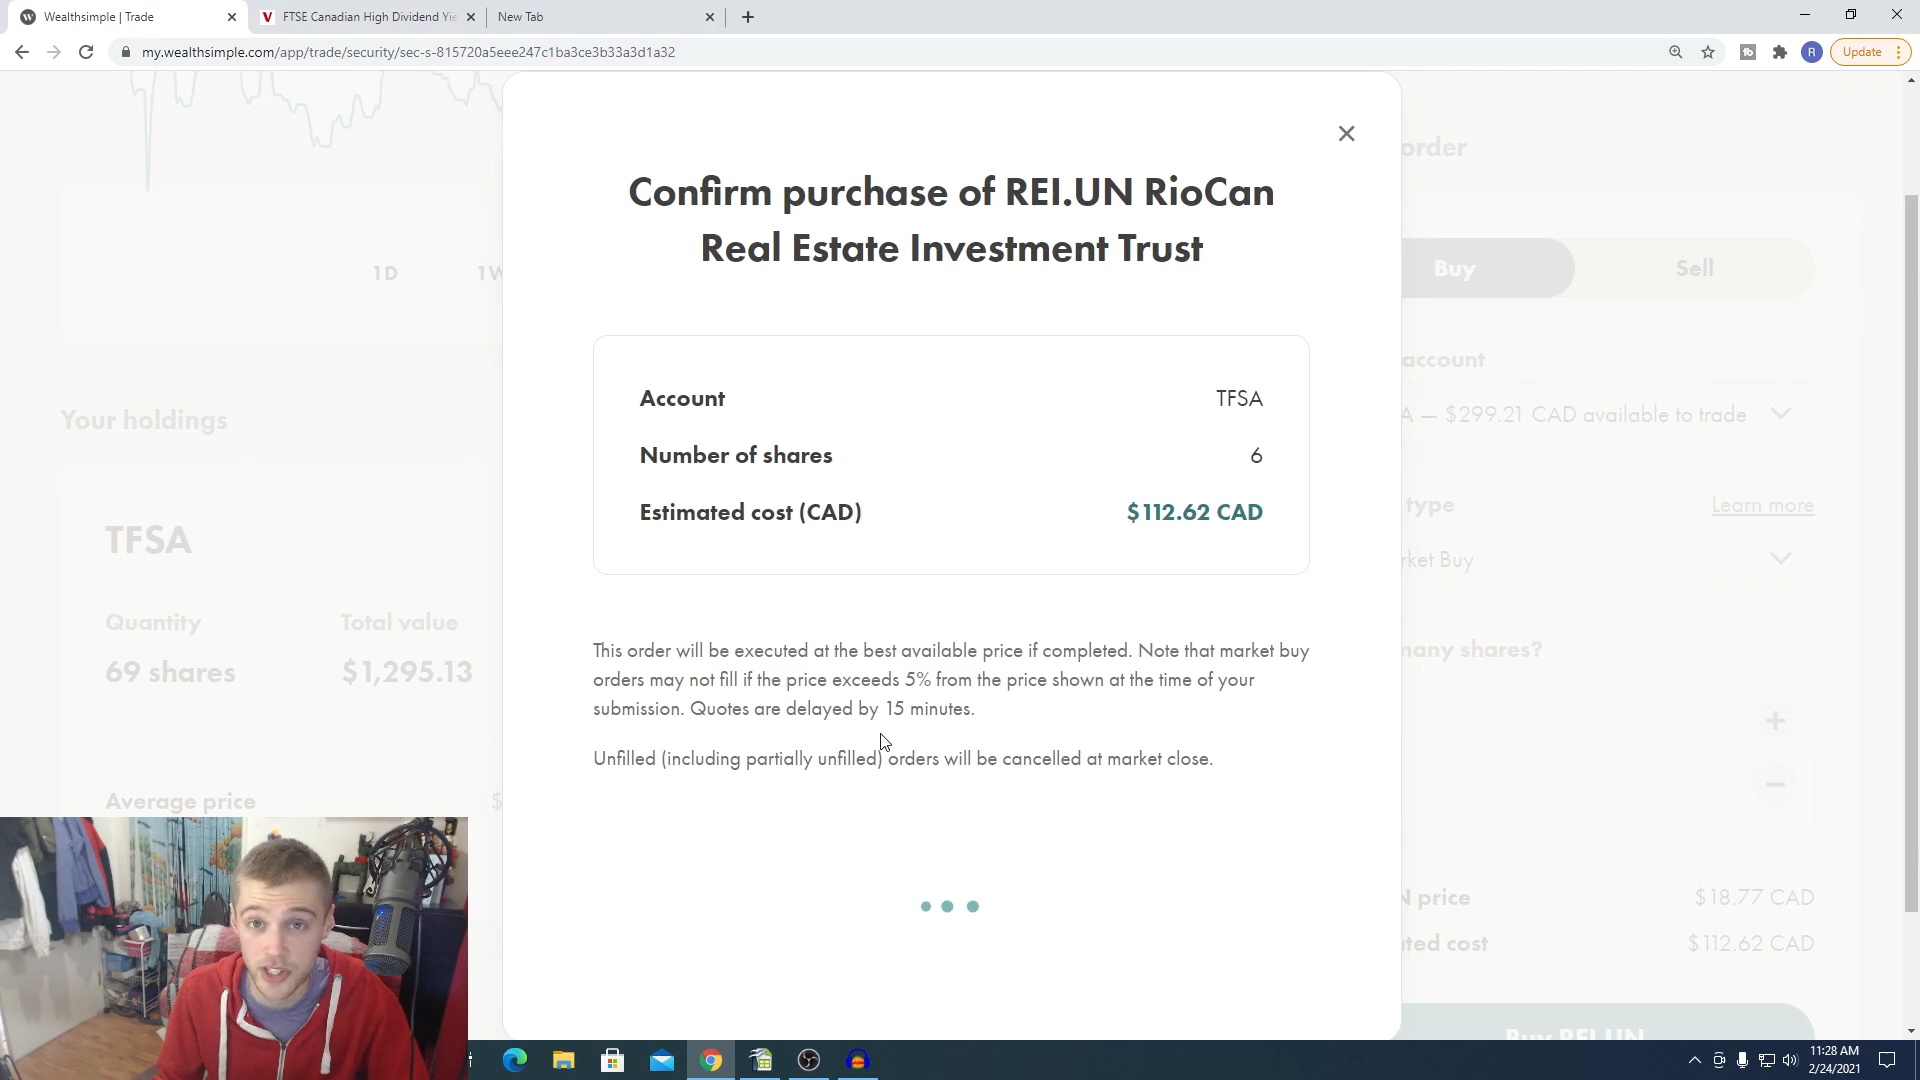 Wealthsimple | Trade
FTSE Canadian High Dividend Yie
New Tab
my.wealthsimple.com/app/trade/security/sec-s-815720a5eee247c1ba3ce3b33a3d1a32
R
Update
Confirm purchase of REI.UN RioCan
Real Estate Investment Trust
Account TFSA
Number of shares 6
Estimated cost (CAD) $112.62 CAD
This order will be executed at the best available price if completed. Note that market buy
orders may not fill if the price exceeds 5% from the price shown at the time of your
submission. Quotes are delayed by 15 minutes.
Unfilled (including partially unfilled) orders will be cancelled at market close.
1D 1W
Your holdings
TFSA
Quantity Total value
69 shares $1,295.13
Average price $
order
Buy Sell
account
A — $299.21 CAD available to trade
type Learn more
rket Buy
many shares?
N price $18.77 CAD
ated cost $112.62 CAD
Buy REI.UN
11:28 AM
2/24/2021